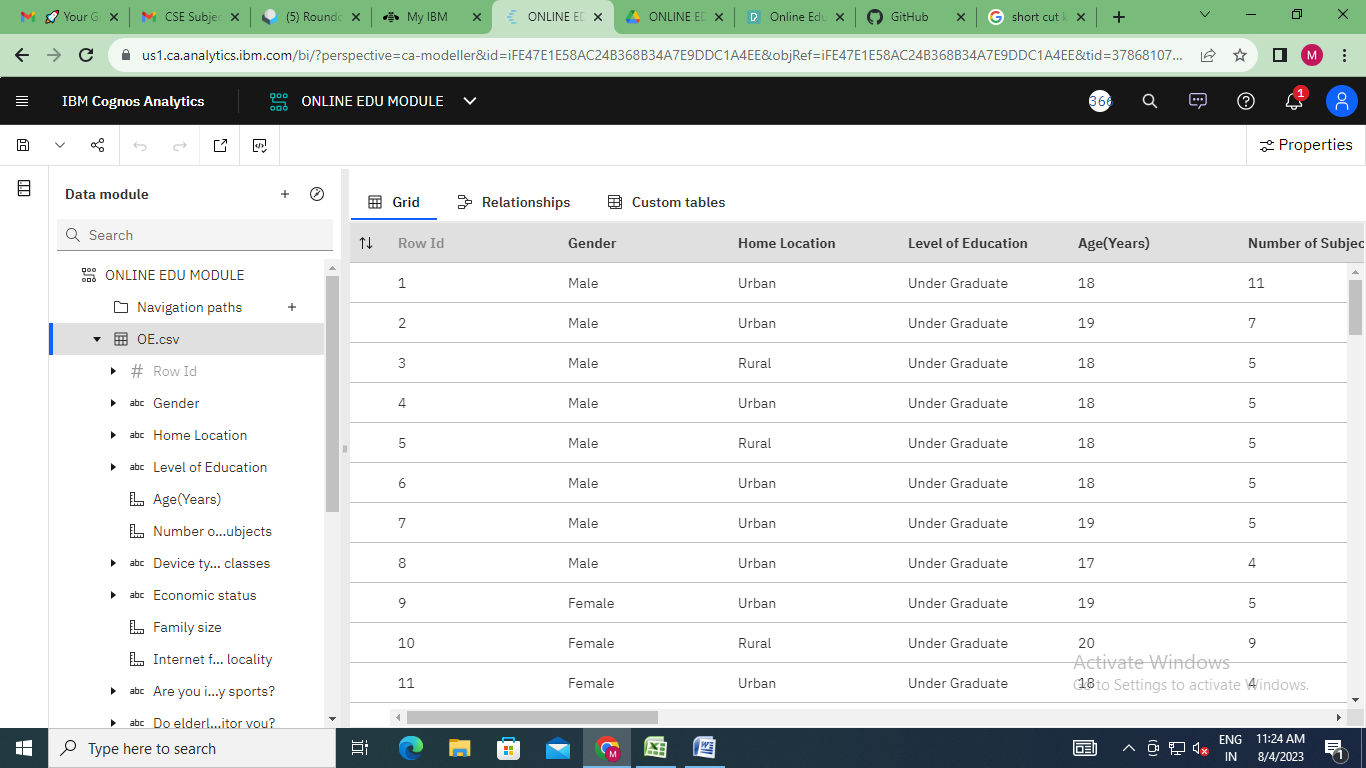 Your G
CSE Subjec
(5) Roundc
My IBM
ONLINE ED
ONLINE ED
Online Edu
GitHub
short cut k
us1.ca.analytics.ibm.com/bi/?perspective=ca-modeller&id=iFE47E1E58AC24B368B34A7E9DDC1A4EE&objRef=iFE47E1E58AC24B368B34A7E9DDC1A4EE&tid=37868107...
M
IBM Cognos Analytics
ONLINE EDU MODULE
366
1
Properties
Data module
Search
ONLINE EDU MODULE
Navigation paths
OE.csv
# Row Id
abc Gender
abc Home Location
abc Level of Education
Age(Years)
Number o...ubjects
abc Device ty... classes
abc Economic status
Family size
Internet f... locality
abc Are you i...y sports?
abc Do elderl...itor you?
Grid Relationships Custom tables
Row Id Gender Home Location Level of Education Age(Years) Number of Subjec
1 Male Urban Under Graduate 18 11
2 Male Urban Under Graduate 19 7
3 Male Rural Under Graduate 18 5
4 Male Urban Under Graduate 18 5
5 Male Rural Under Graduate 18 5
6 Male Urban Under Graduate 18 5
7 Male Urban Under Graduate 19 5
8 Male Urban Under Graduate 17 4
9 Female Urban Under Graduate 19 5
10 Female Rural Under Graduate 20 9
11 Female Urban Under Graduate 18 4
Activate Windows
Go to Settings to activate Windows.
Type here to search
M
ENG
IN
11:24 AM
8/4/2023
1